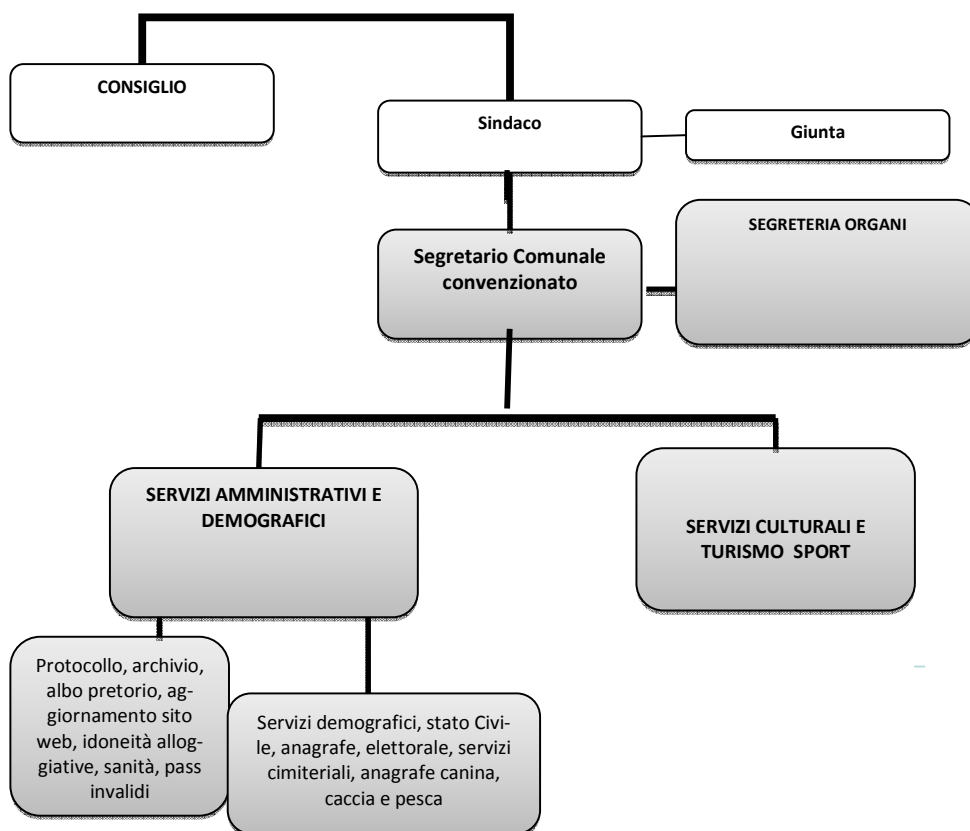 CONSIGLIO
Sindaco
Giunta
Segretario Comunale
convenzionato
SEGRETERIA ORGANI
SERVIZI AMMINISTRATIVI E
DEMOGRAFICI
SERVIZI CULTURALI E
TURISMO SPORT
Protocollo, archivio,
albo pretorio, ag-
giornamento sito
web, idoneità allog-
giative, sanità, pass
invalidi
Servizi demografici, stato Civi-
le, anagrafe, elettorale, servizi
cimiteriali, anagrafe canina,
caccia e pesca